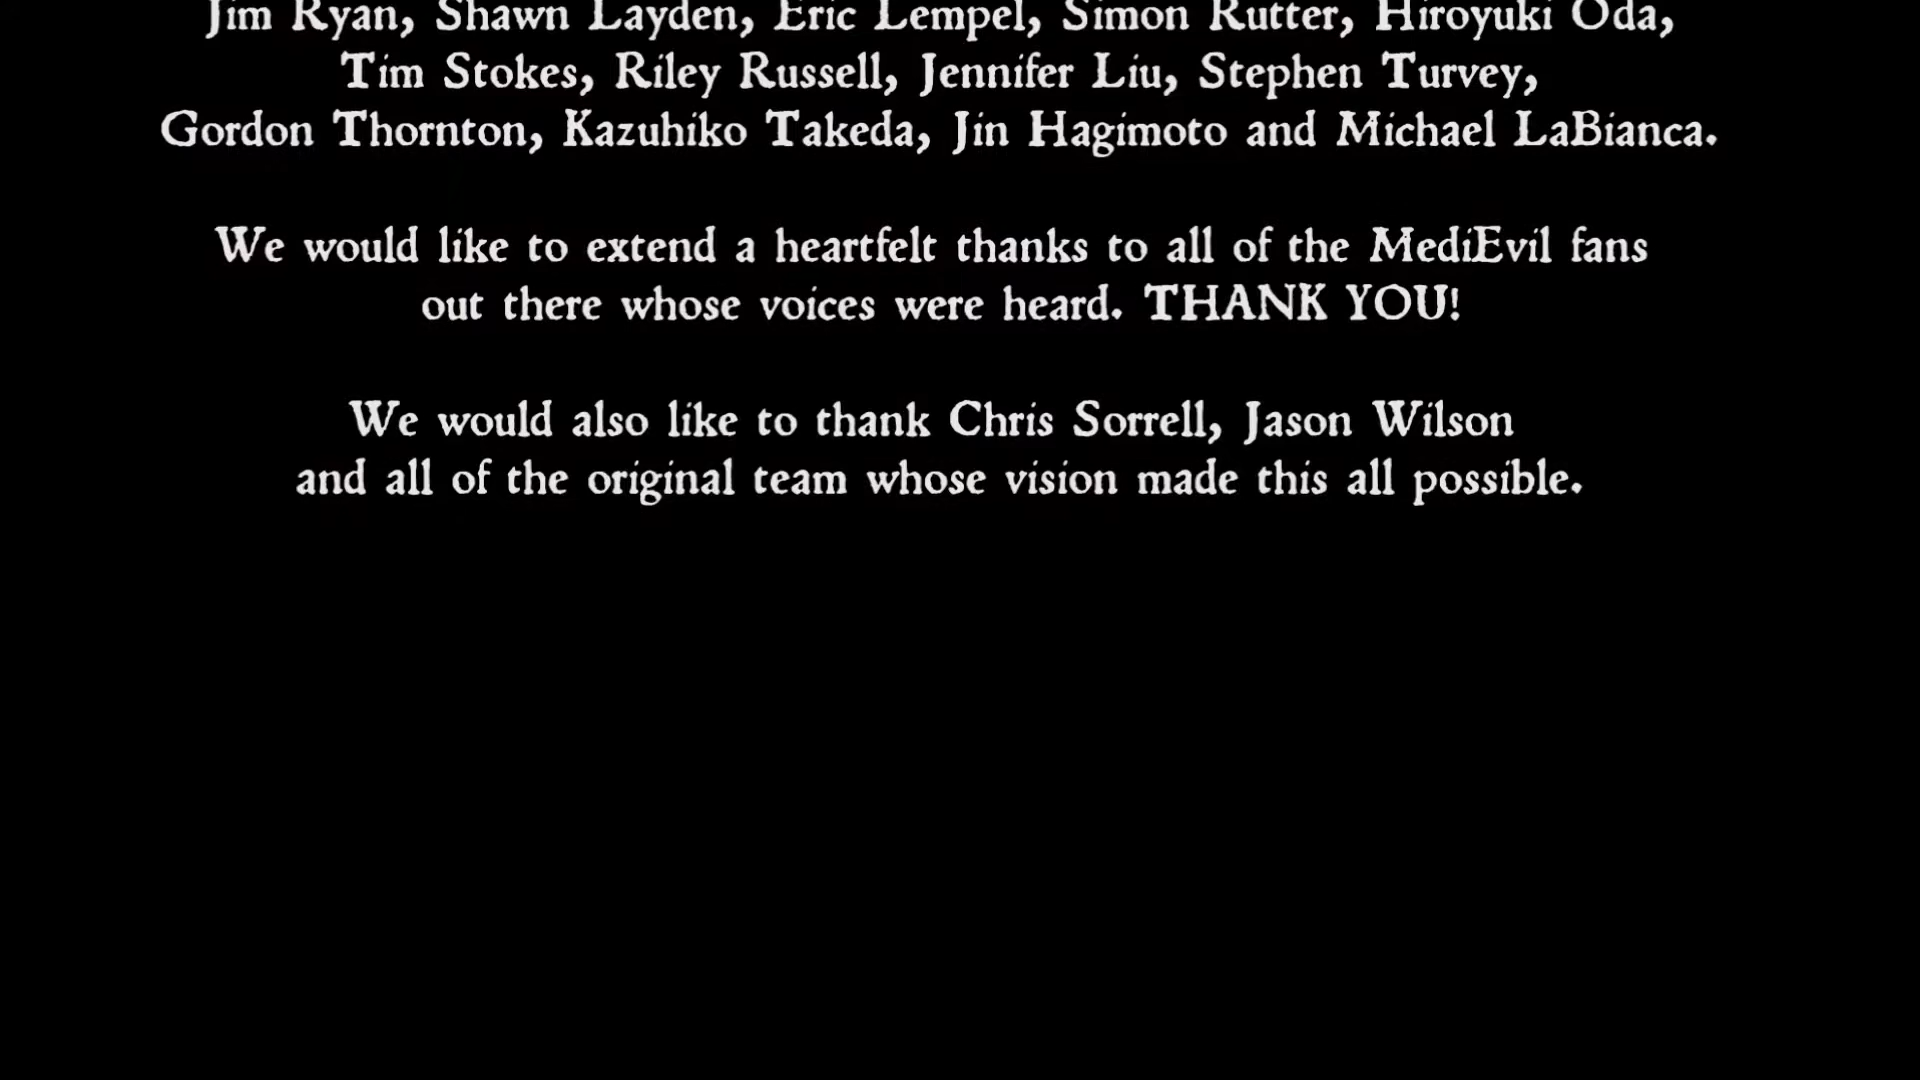 Jim Ryan, Shawn Layden, Eric Lempel, Simon Rutter, Hiroyuki Oda,
Tim Stokes, Riley Russell, Jennifer Liu, Stephen Turvey,
Gordon Thornton, Kazuhiko Takeda, Jin Hagimoto and Michael LaBianca.
We would like to extend a heartfelt thanks to all of the MediEvil fans
out there whose voices were heard. THANK YOU!
We would also like to thank Chris Sorrell, Jason Wilson
and all of the original team whose vision made this all possible.